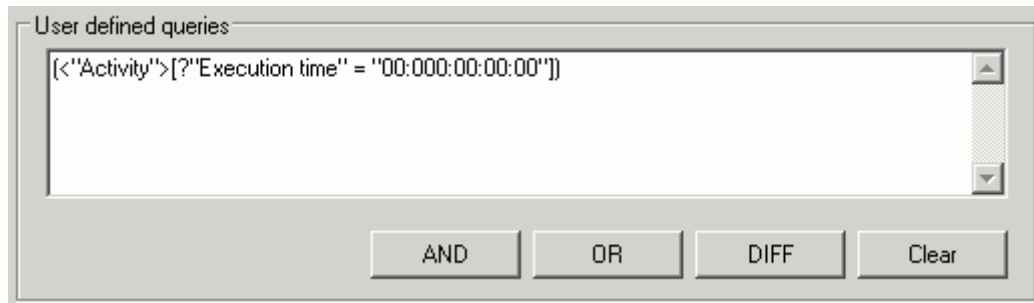 User defined queries
(<"Activity">[?"Execution time" = "00:000:00:00:00"])
AND OR DIFF Clear